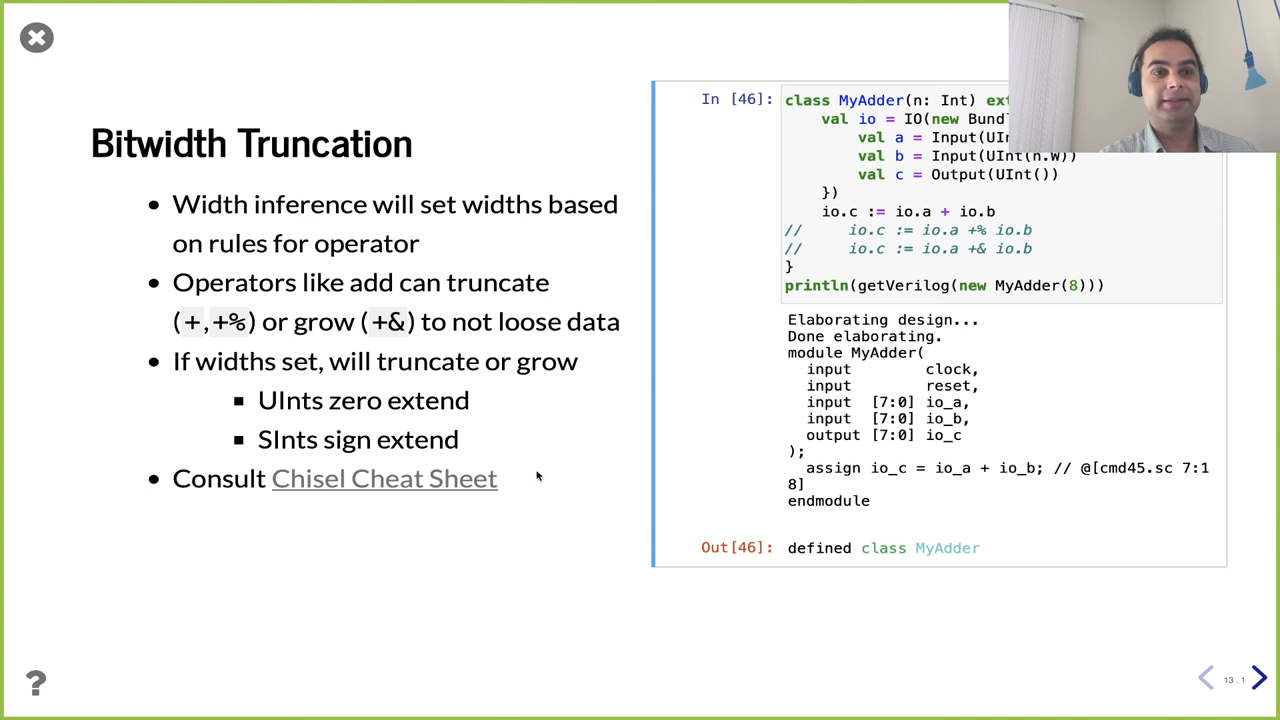 Bitwidth Truncation
• Width inference will set widths based
on rules for operator
• Operators like add can truncate
(+,+%) or grow (+&) to not loose data
• If widths set, will truncate or grow
▪ UInts zero extend
▪ SInts sign extend
• Consult Chisel Cheat Sheet
In [46]:
class MyAdder(n: Int)
val io = IO(new
val a =
val b = Input(UInt(n.W))
val c = Output(UInt())
})
io.c := io.a + io.b
// io.c := io.a +% io.b
// io.c := io.a +& io.b
}
println(getVerilog(new MyAdder(8)))
Elaborating design...
Done elaborating.
module MyAdder(
input clock,
input reset,
input [7:0] io_a,
input [7:0] io_b,
output [7:0] io_c
);
assign io_c = io_a + io_b; // @[cmd45.sc 7:1
8]
endmodule
Out[46]: defined class MyAdder
?
13.1